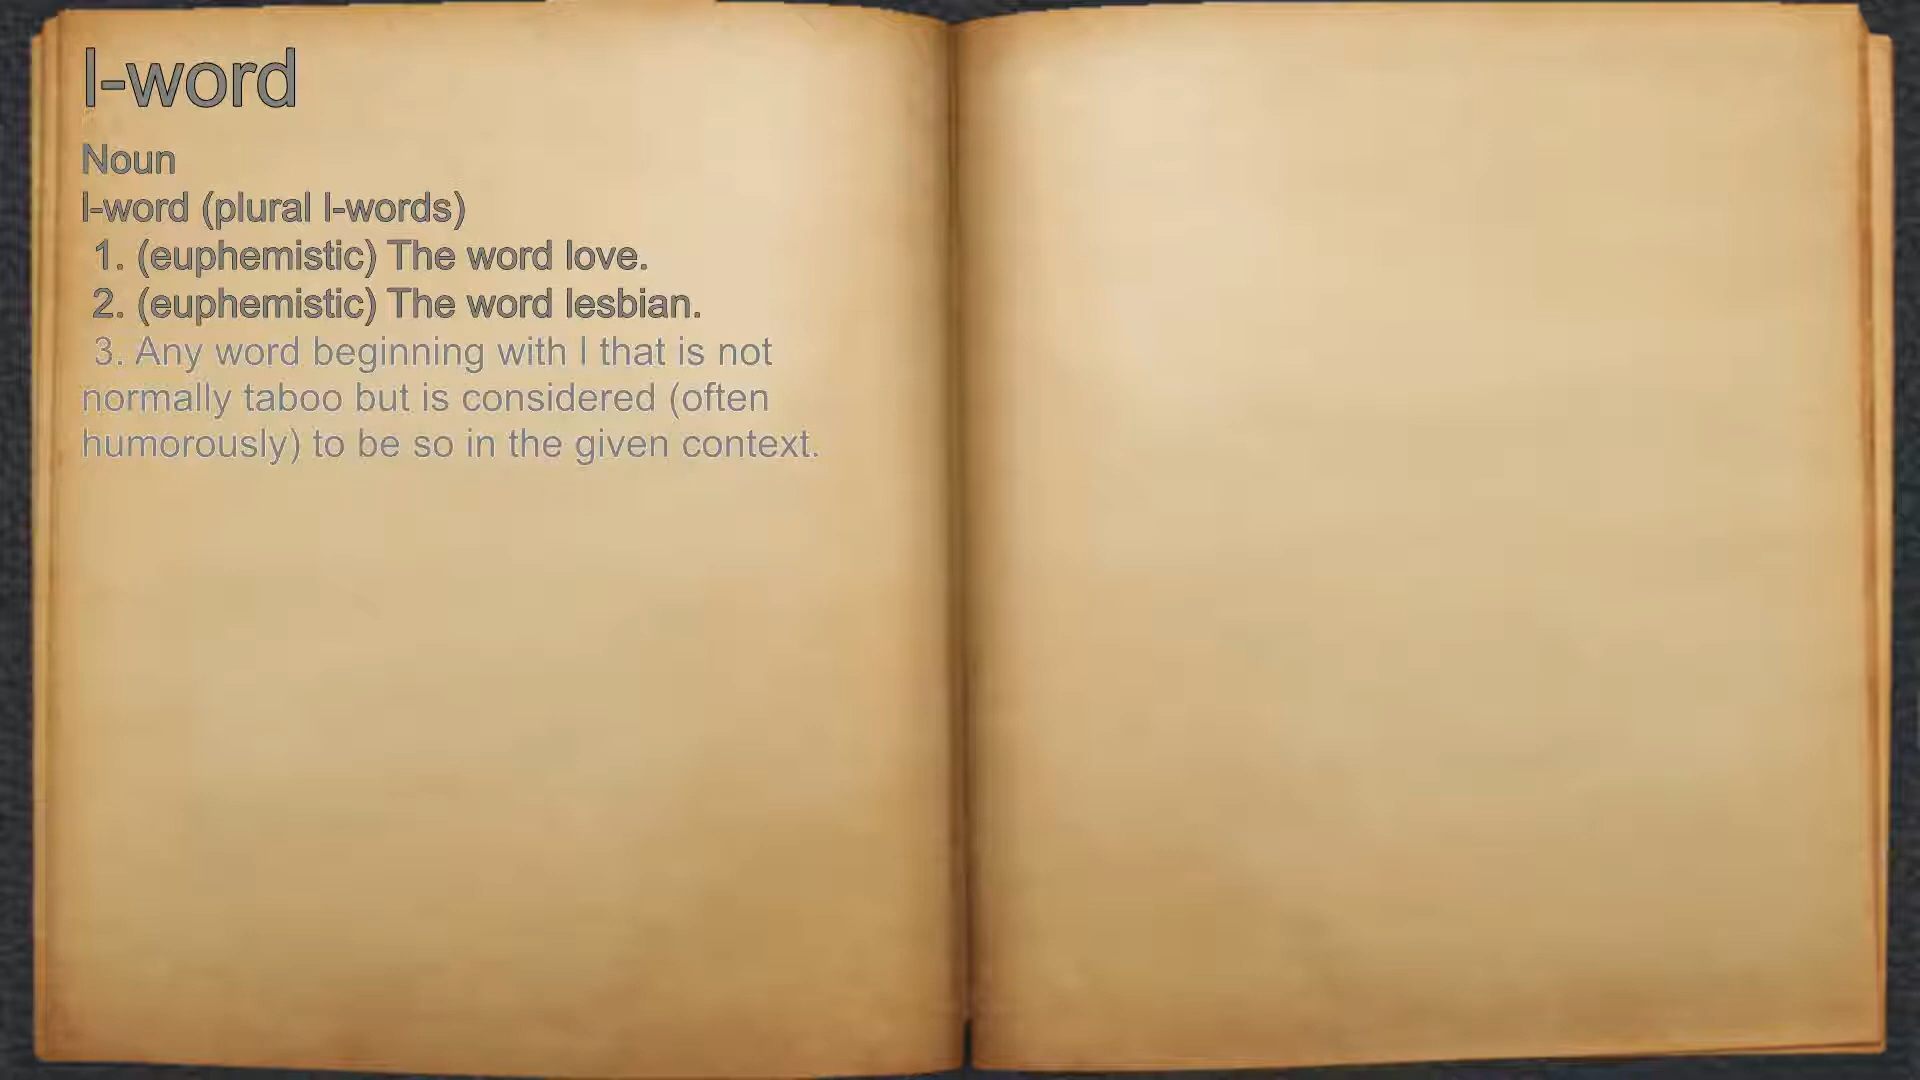 l-word
Noun
l-word (plural l-words)
1. (euphemistic) The word love.
2. (euphemistic) The word lesbian.
3. Any word beginning with l that is not
normally taboo but is considered (often
humorously) to be so in the given context.